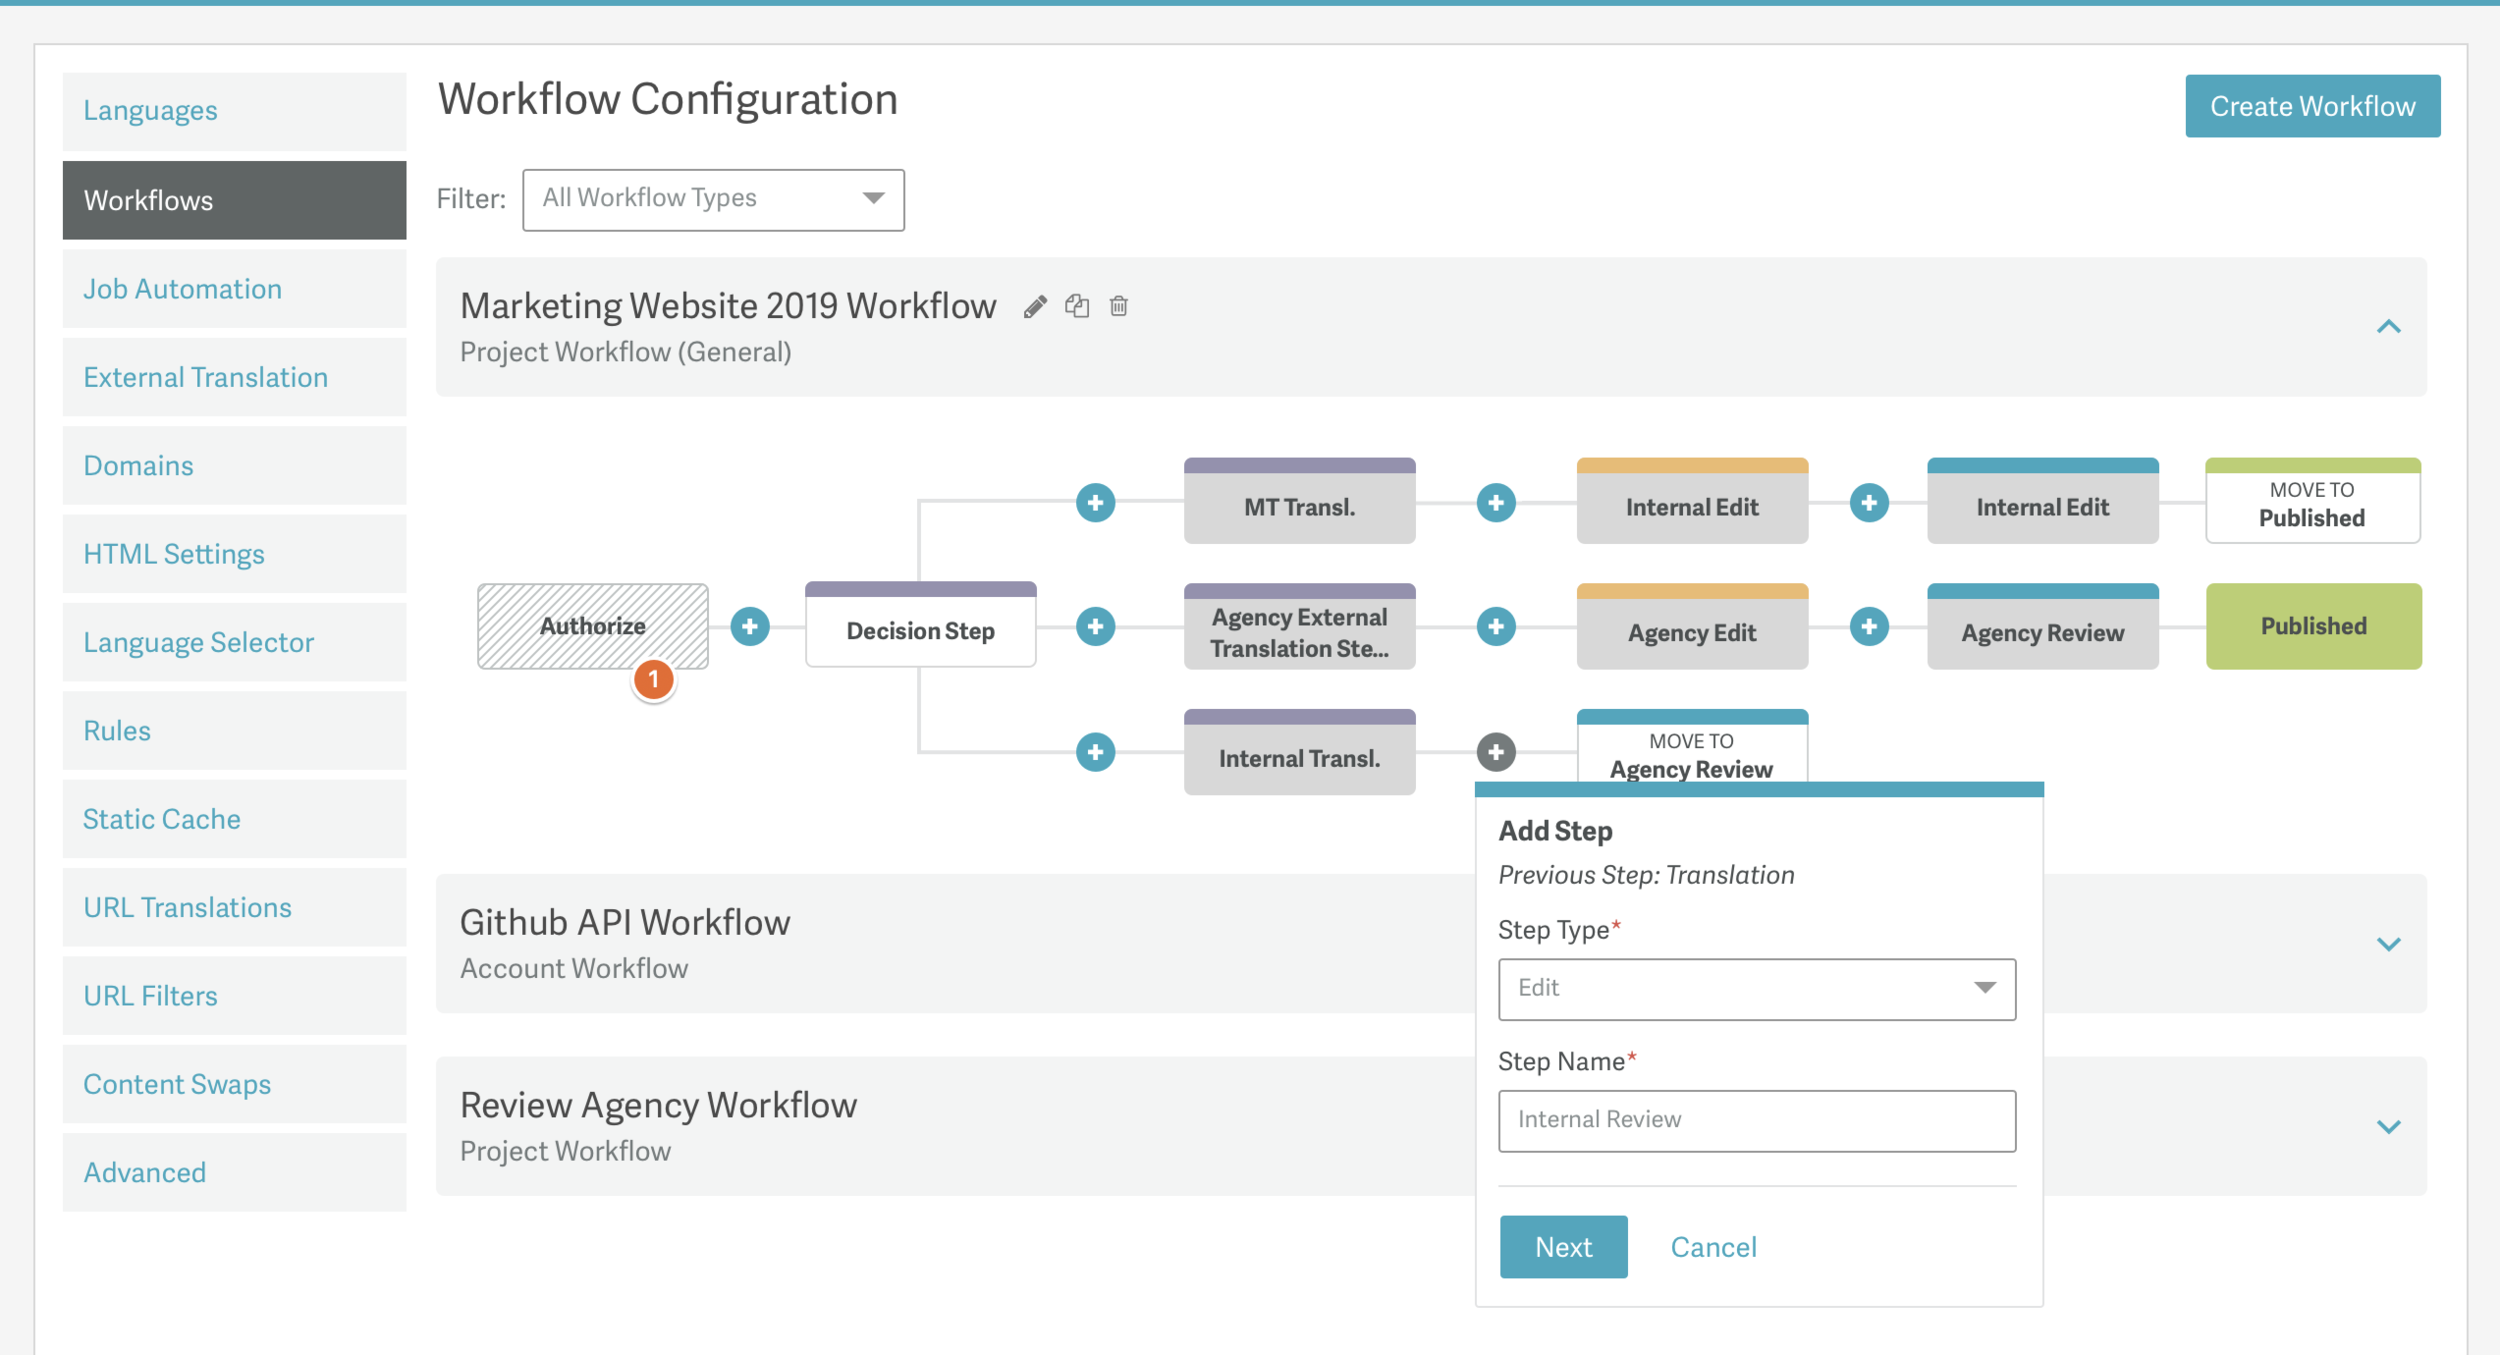 Languages
Workflows
Job Automation
External Translation
Domains
HTML Settings
Language Selector
Rules
Static Cache
URL Translations
URL Filters
Content Swaps
Advanced
Workflow Configuration
Create Workflow
Filter:
All Workflow Types
Marketing Website 2019 Workflow
Project Workflow (General)
MT Transl.
Internal Edit
Internal Edit
MOVE TO
Published
Authorize
1
Decision Step
Agency External
Translation Ste...
Agency Edit
Agency Review
Published
Internal Transl.
MOVE TO
Agency Review
Add Step
Previous Step: Translation
Step Type*
Edit
Step Name*
Internal Review
Next
Cancel
Github API Workflow
Account Workflow
Review Agency Workflow
Project Workflow